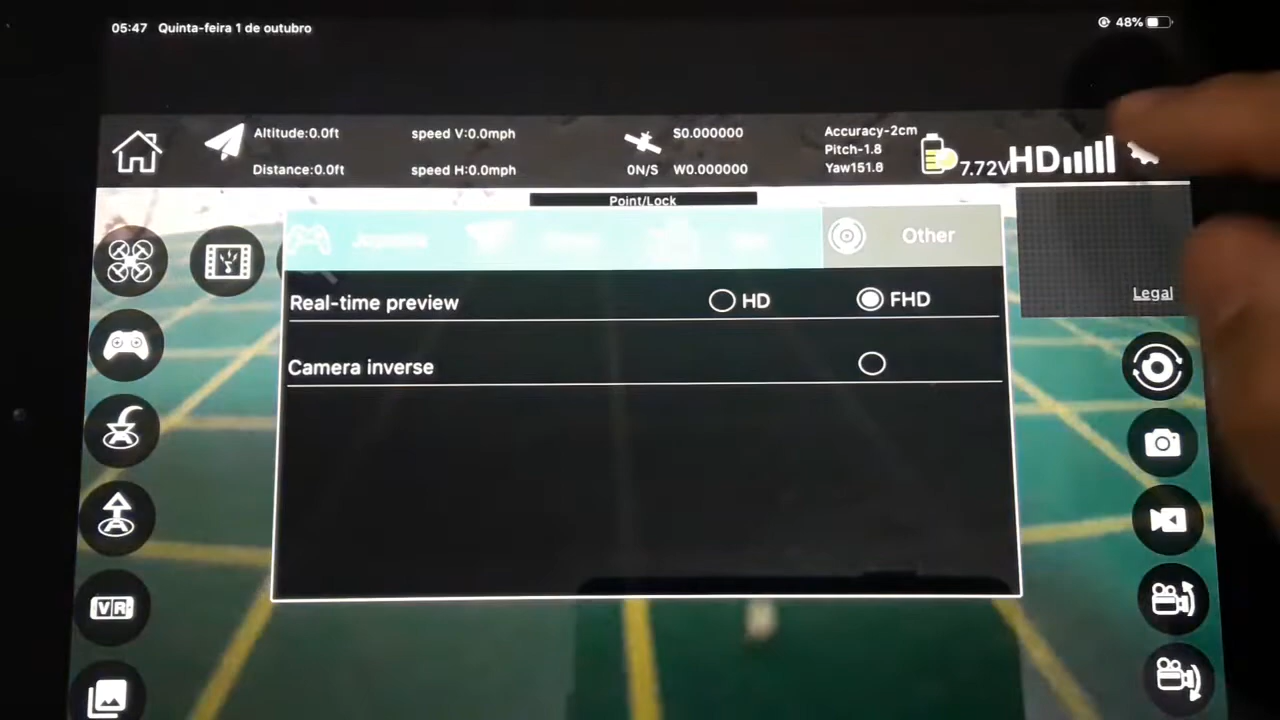 05:47 Quinta-feira 1 de outubro
48%
Altitude:0.0ft
speed V:0.0mph
S0.000000
Accuracy-2cm
Pitch-1.8
Distance:0.0ft
speed H:0.0mph
0N/S
W0.000000
Yaw151.6
7.72V
HD
Point/Lock
Other
Real-time preview
HD
FHD
Legal
Camera inverse
VR